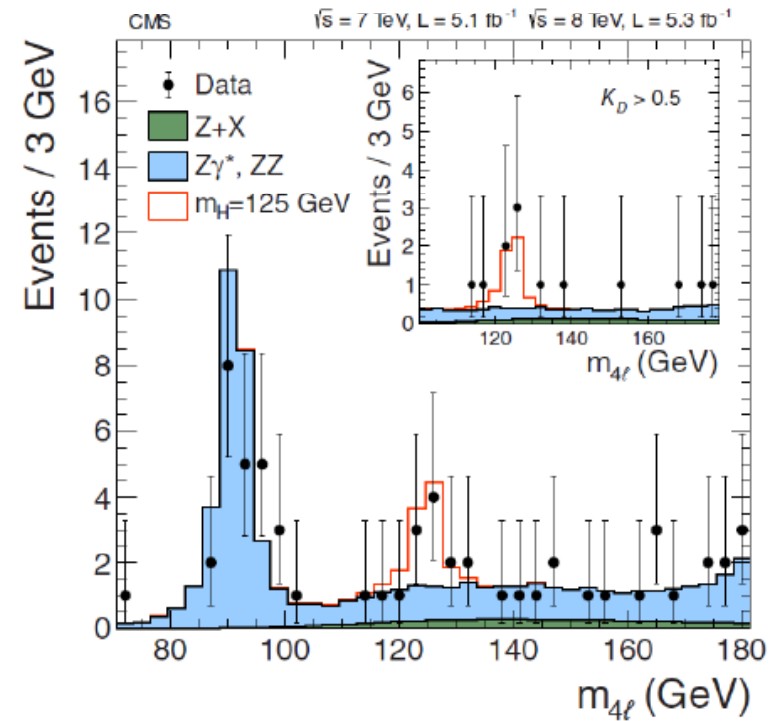 CMS
√s = 7 TeV, L = 5.1 fb⁻¹ √s = 8 TeV, L = 5.3 fb⁻¹
Events / 3 GeV
16
14
12
10
8
6
4
2
0
Data
Z+X
Zγ*, ZZ
m_H=125 GeV
Events / 3 GeV
6
5
4
3
2
1
0
K_D > 0.5
120 140 160
m_4ℓ (GeV)
80 100 120 140 160 180
m_4ℓ (GeV)